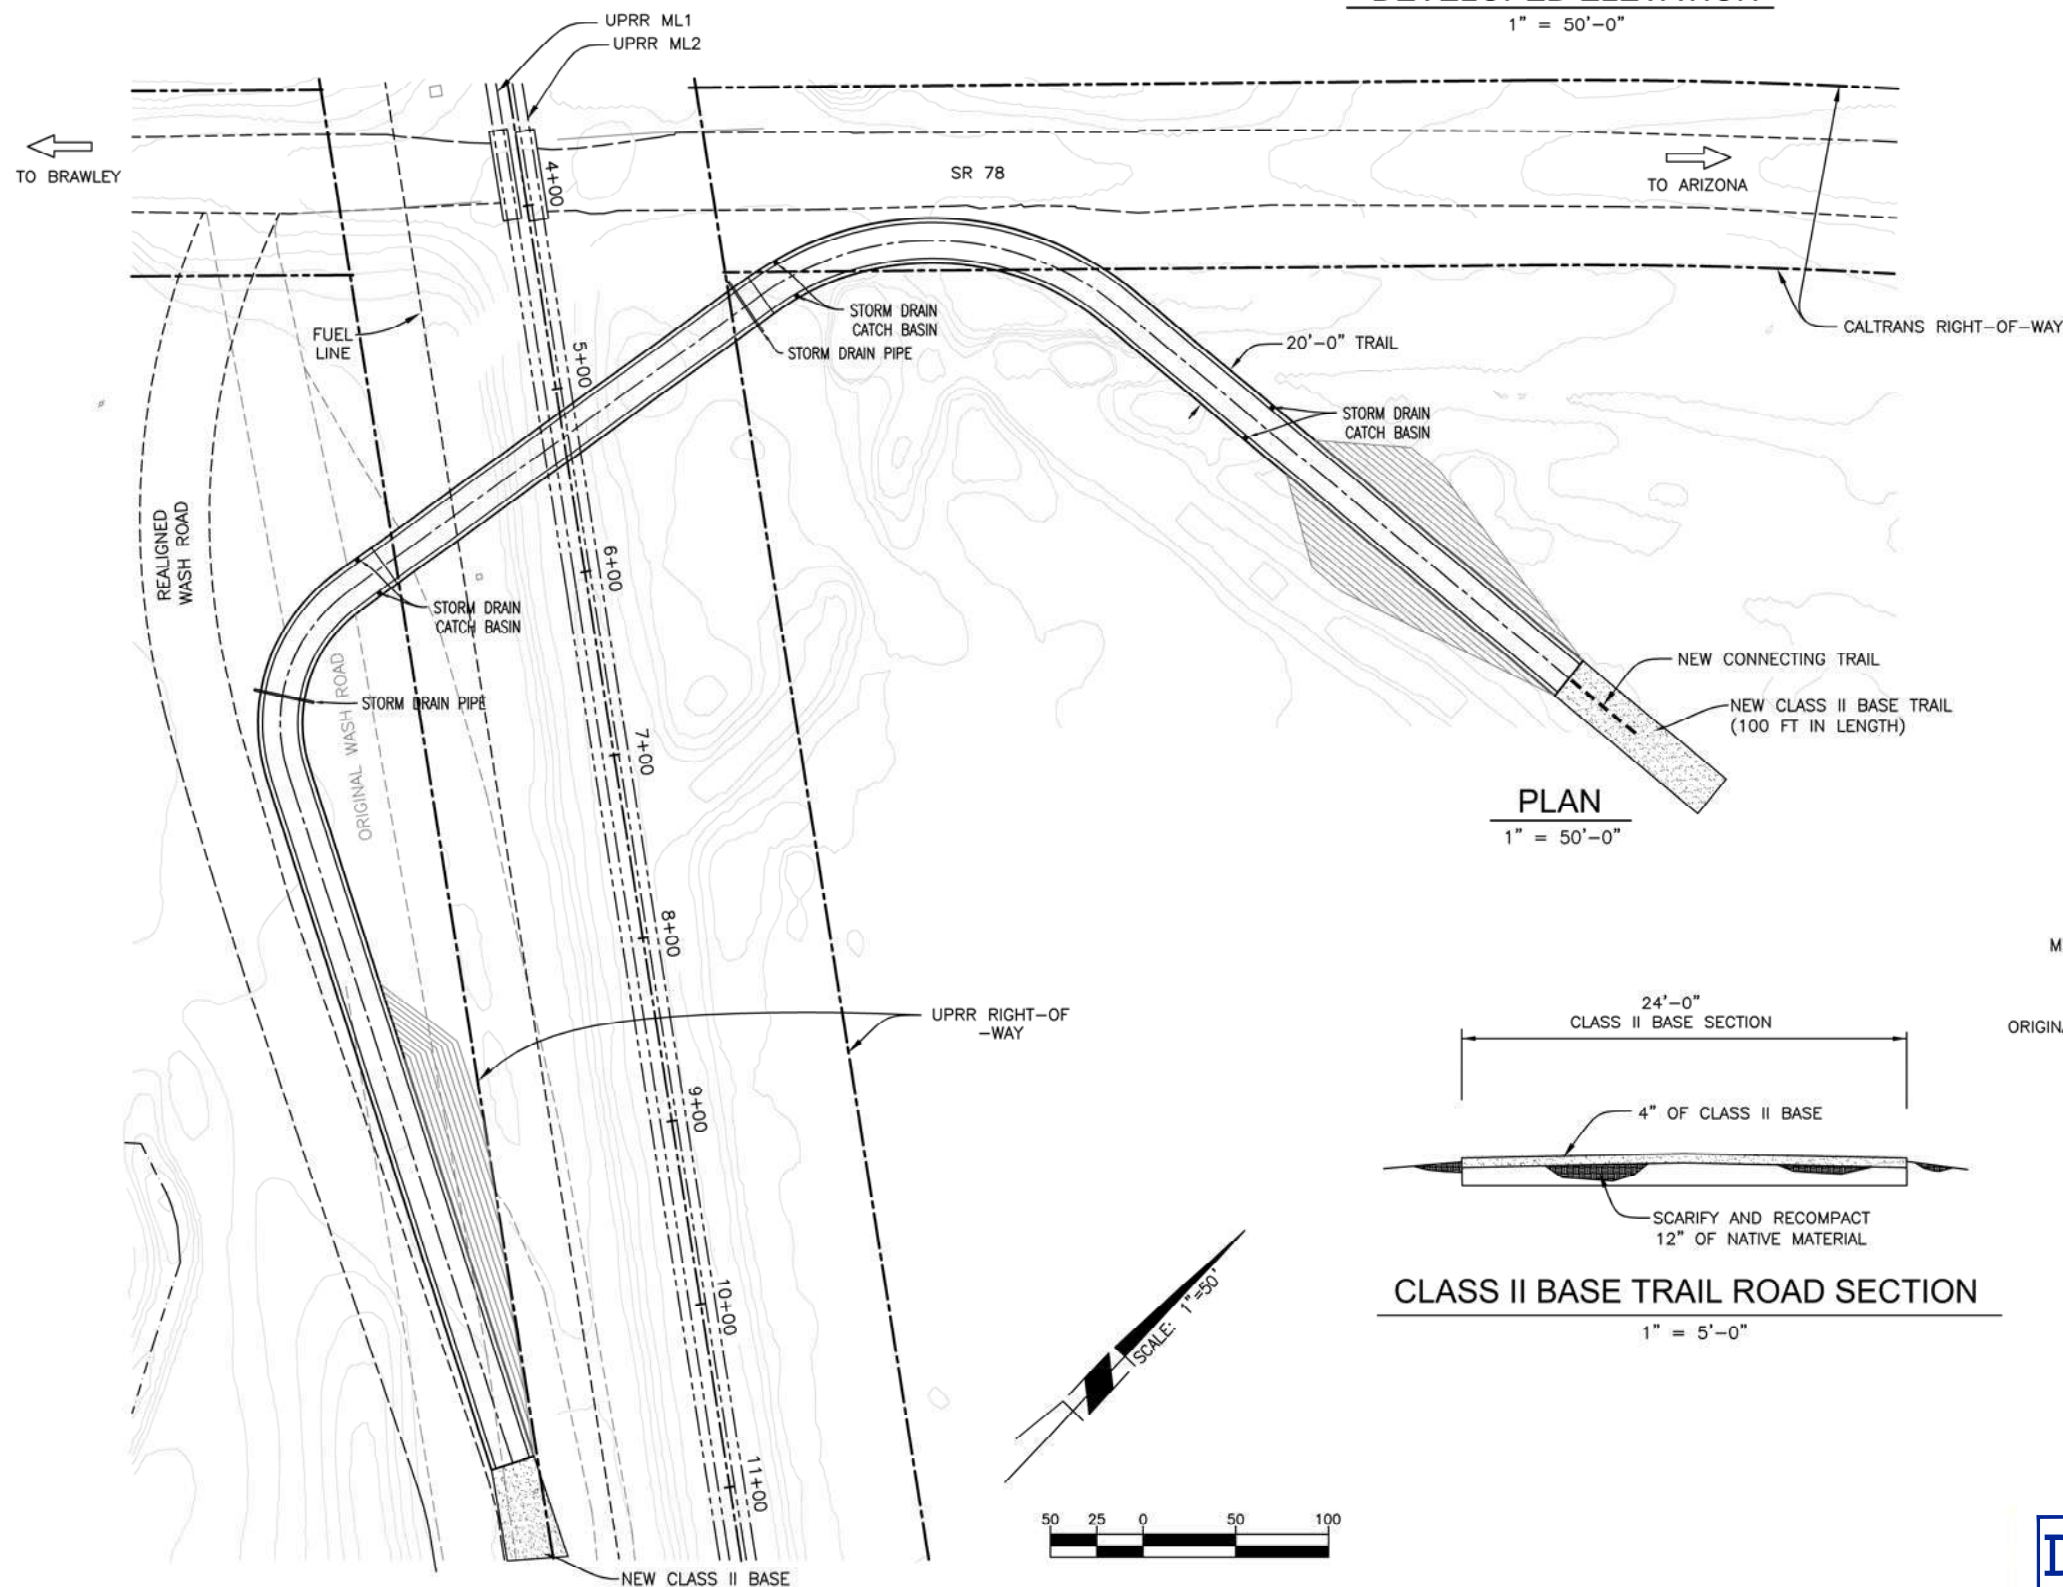 1" = 50'-0"
UPRR ML1
UPRR ML2
TO BRAWLEY
4+00
SR 78
TO ARIZONA
CALTRANS RIGHT-OF-WAY
FUEL
LINE
STORM DRAIN
CATCH BASIN
STORM DRAIN PIPE
5+00
20'-0" TRAIL
STORM DRAIN
CATCH BASIN
REALIGNED
WASH ROAD
6+00
STORM DRAIN
CATCH BASIN
ORIGINAL WASH ROAD
STORM DRAIN PIPE
NEW CONNECTING TRAIL
NEW CLASS II BASE TRAIL
(100 FT IN LENGTH)
7+00
PLAN
1" = 50'-0"
8+00
UPRR RIGHT-OF
-WAY
24'-0"
CLASS II BASE SECTION
9+00
4" OF CLASS II BASE
SCARIFY AND RECOMPACT
12" OF NATIVE MATERIAL
CLASS II BASE TRAIL ROAD SECTION
1" = 5'-0"
10+00
SCALE: 1"=50'
11+00
50 25 0 50 100
NEW CLASS II BASE